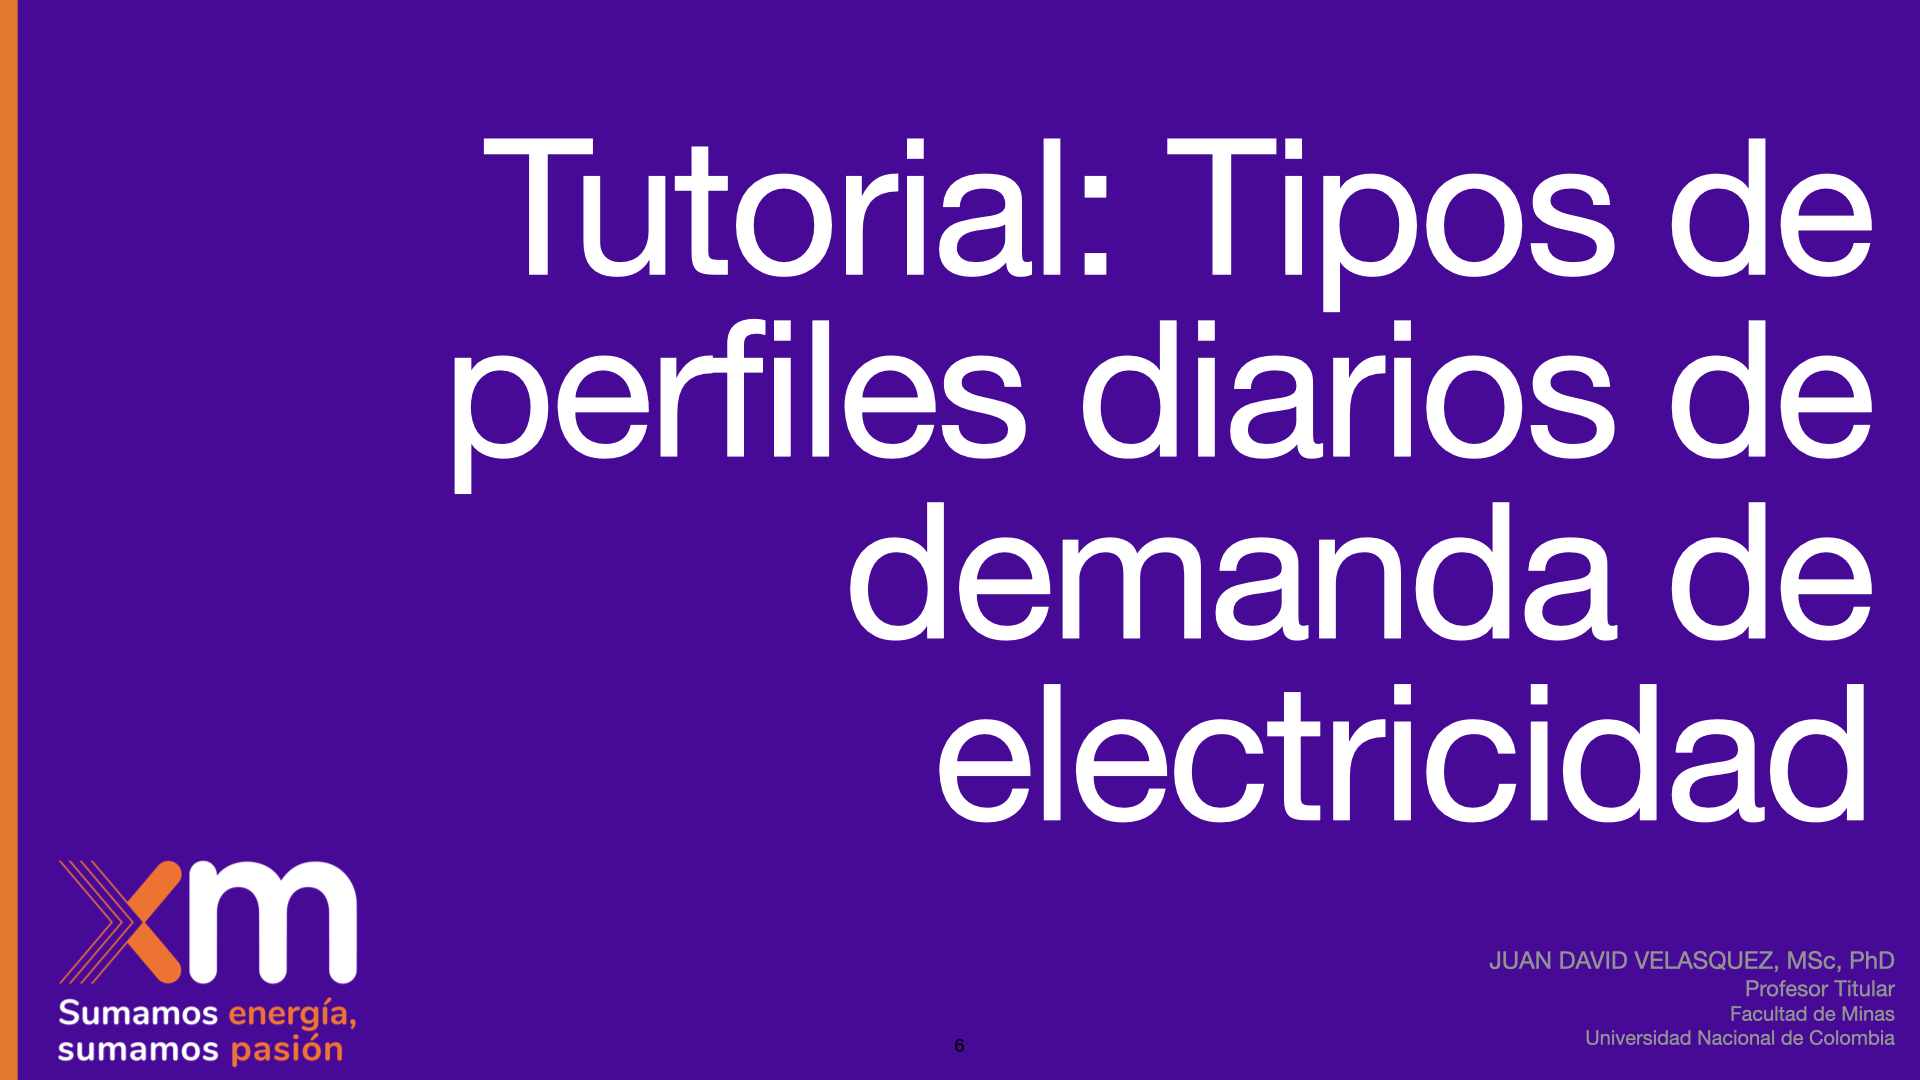 Tutorial: Tipos de
perfiles diarios de
demanda de
electricidad
xm
Sumamos energía,
sumamos pasión
JUAN DAVID VELASQUEZ, MSc, PhD
Profesor Titular
Facultad de Minas
Universidad Nacional de Colombia
6